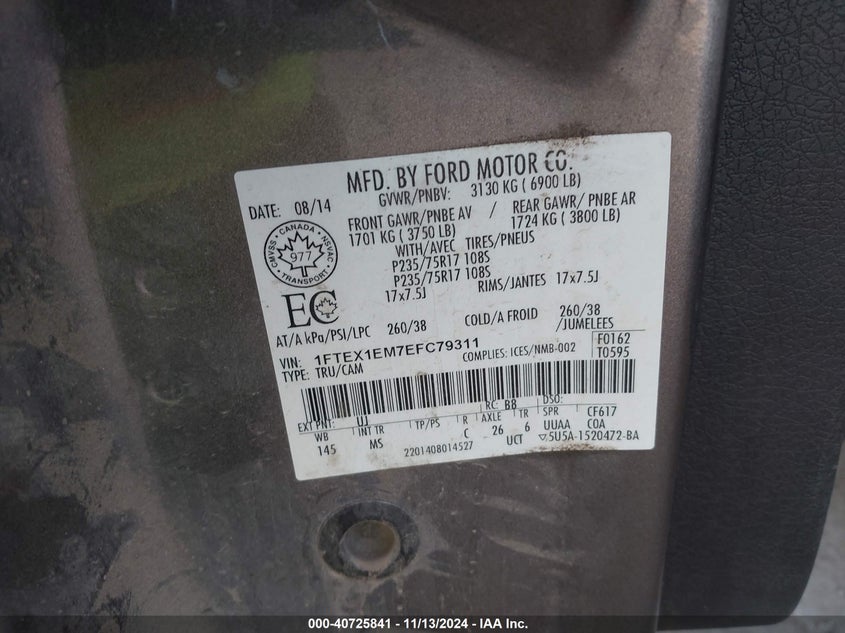 MFD. BY FORD MOTOR CO.
DATE: 08/14
GVWR/PNBV: 3130 KG ( 6900 LB)
FRONT GAWR/PNBE AV / REAR GAWR/ PNBE AR
1701 KG ( 3750 LB) 1724 KG ( 3800 LB)
WITH/AVEC TIRES/PNEUS
P235/75R17 108S
P235/75R17 108S
17x7.5J RIMS/JANTES 17x7.5J
CMVSS · CANADA · NSVAC
977
TRANSPORT
EC
AT/A kPa/PSI/LPC 260/38 COLD/A FROID 260/38
/JUMELEES
VIN: 1FTEX1EM7EFC79311
COMPLIES: ICES/NMB-002
F0162
T0595
TYPE: TRU/CAM
EXT PNT: UJ RC: B8 DSO:
WB INT TR TP/PS R AXLE TR SPR CF617
145 MS C 26 6 UUAA COA
2201408014527 UCT 5U5A-1520472-BA
000-40725841 - 11/13/2024 - IAA Inc.